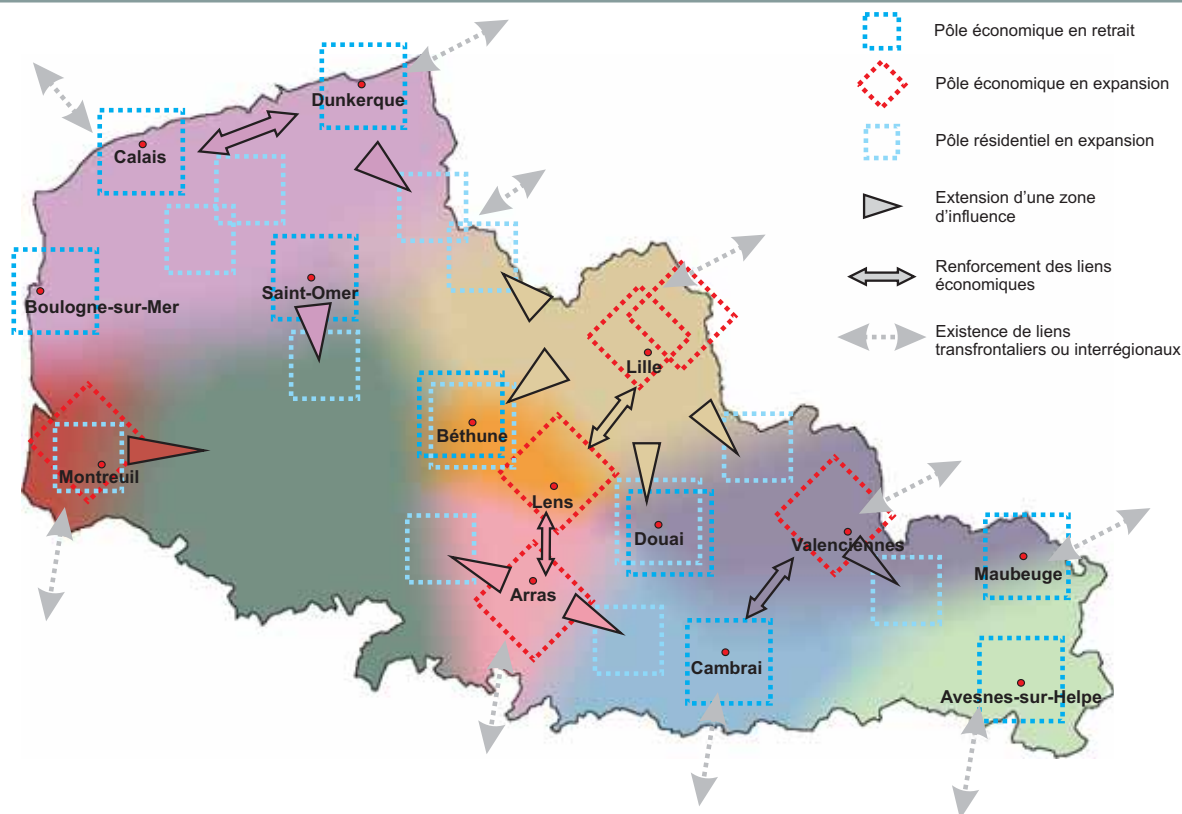 Pôle économique en retrait
Pôle économique en expansion
Pôle résidentiel en expansion
Extension d'une zone
d'influence
Renforcement des liens
économiques
Existence de liens
transfrontaliers ou interrégionaux
Dunkerque
Calais
Saint-Omer
Boulogne-sur-Mer
Lille
Béthune
Montreuil
Lens
Douai
Valenciennes
Maubeuge
Arras
Cambrai
Avesnes-sur-Helpe